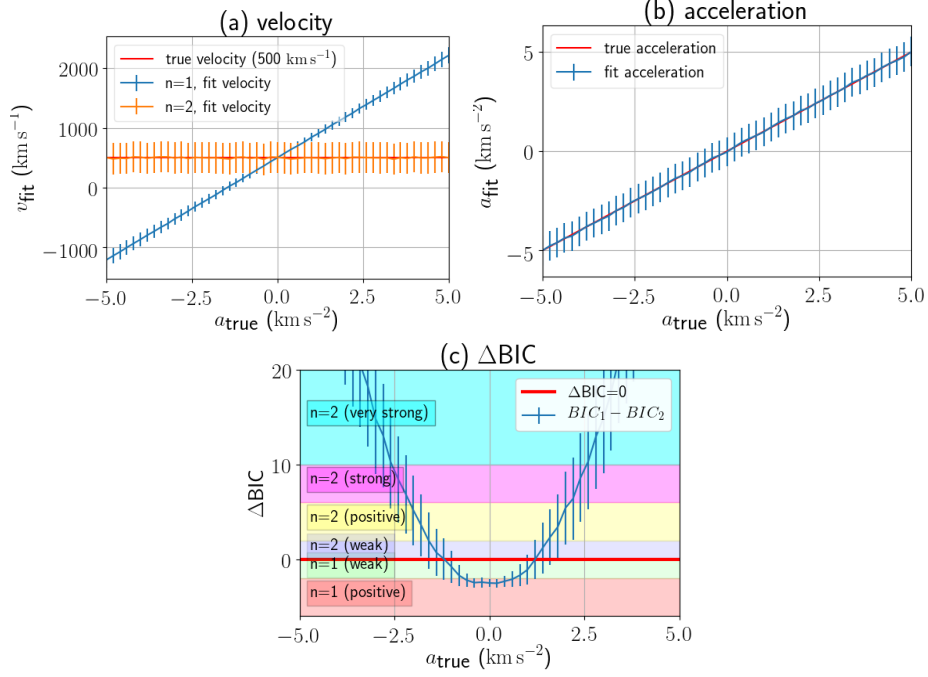 (a) velocity
true velocity (500 km s⁻¹)
n=1, fit velocity
n=2, fit velocity
v_fit (km s⁻¹)
2000
1000
0
−1000
−5.0 −2.5 0.0 2.5 5.0
a_true (km s⁻²)
(b) acceleration
true acceleration
fit acceleration
a_fit (km s⁻²)
5
0
−5
−5.0 −2.5 0.0 2.5 5.0
a_true (km s⁻²)
(c) ΔBIC
ΔBIC=0
BIC₁ − BIC₂
ΔBIC
20
10
0
n=2 (very strong)
n=2 (strong)
n=2 (positive)
n=2 (weak)
n=1 (weak)
n=1 (positive)
−5.0 −2.5 0.0 2.5 5.0
a_true (km s⁻²)